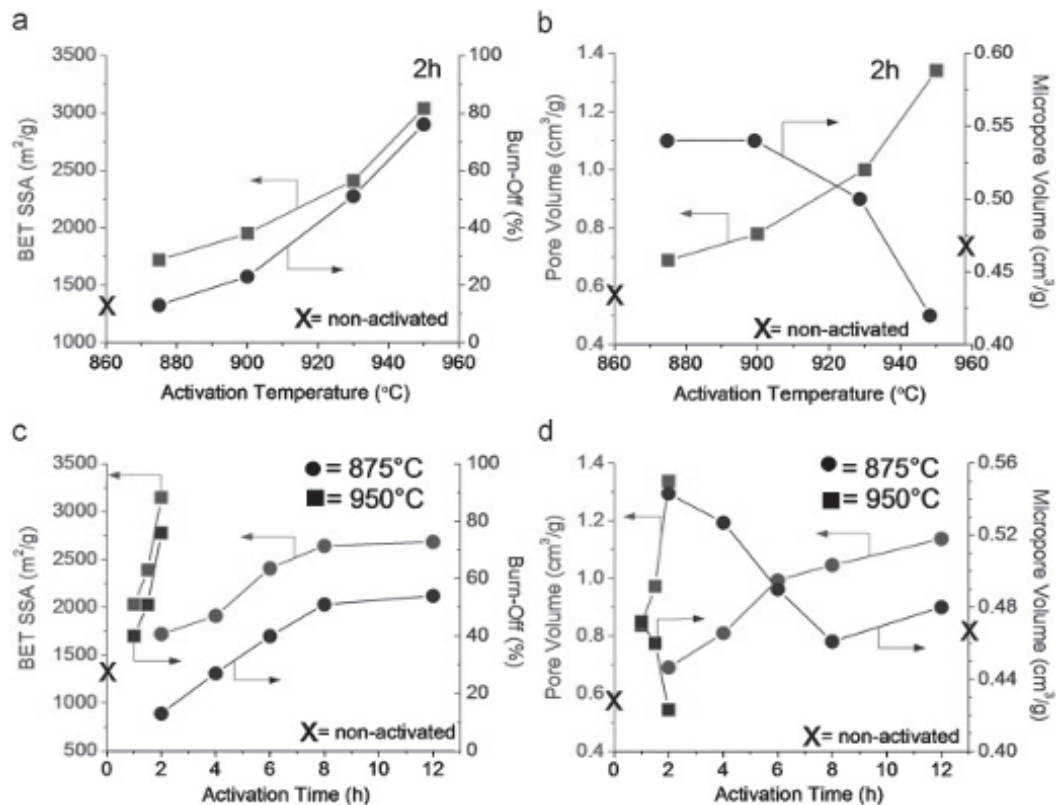 a
2h
BET SSA (m²/g)
3500
3000
2500
2000
1500
1000
100
80
60
40
20
0
Burn-Off (%)
X= non-activated
860 880 900 920 940 960
Activation Temperature (°C)
b
2h
Pore Volume (cm³/g)
1.4
1.2
1.0
0.8
0.6
0.4
0.60
0.55
0.50
0.45
0.40
Micropore Volume (cm³/g)
X= non-activated
860 880 900 920 940 960
Activation Temperature (°C)
c
= 875°C
= 950°C
BET SSA (m²/g)
3500
3000
2500
2000
1500
1000
500
100
80
60
40
20
0
Burn-Off (%)
X= non-activated
0 2 4 6 8 10 12
Activation Time (h)
d
= 875°C
= 950°C
Pore Volume (cm³/g)
1.4
1.2
1.0
0.8
0.6
0.4
0.56
0.52
0.48
0.44
0.40
Micropore Volume (cm³/g)
X= non-activated
0 2 4 6 8 10 12
Activation Time (h)